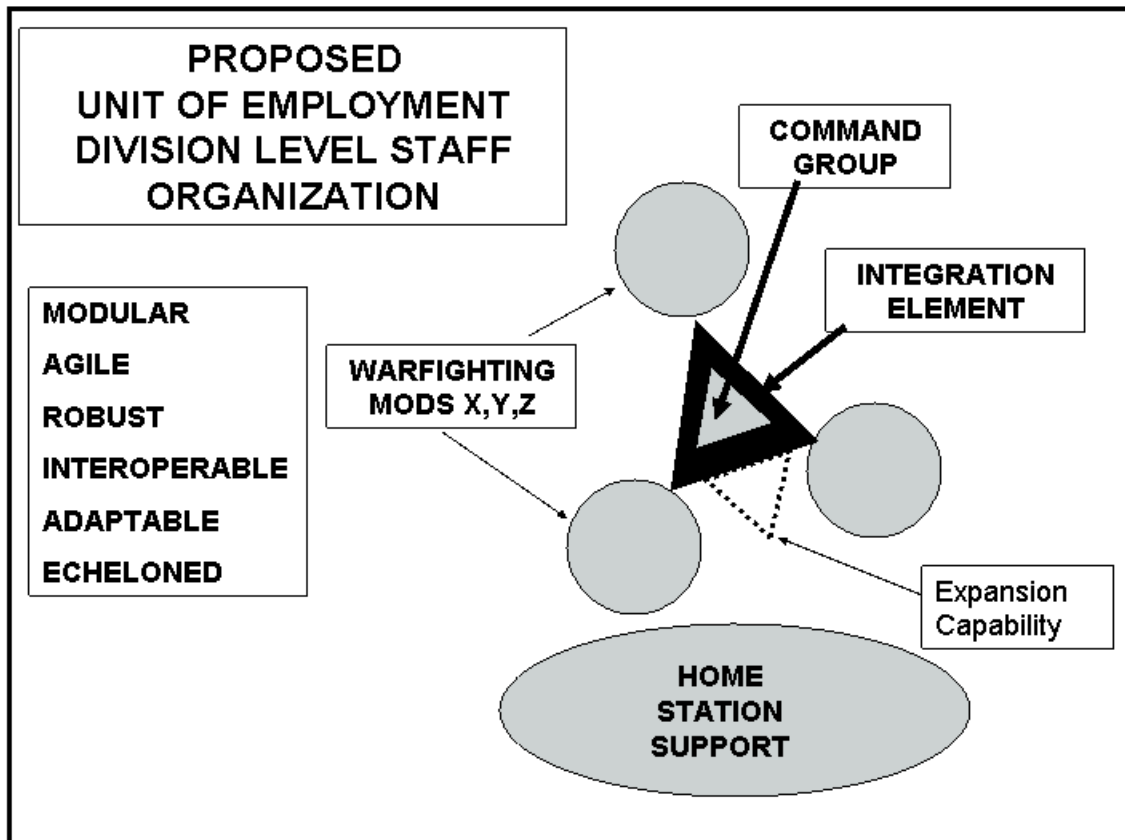 PROPOSED
UNIT OF EMPLOYMENT
DIVISION LEVEL STAFF
ORGANIZATION
COMMAND
GROUP
INTEGRATION
ELEMENT
MODULAR
AGILE
ROBUST
INTEROPERABLE
ADAPTABLE
ECHELONED
WARFIGHTING
MODS X,Y,Z
Expansion
Capability
HOME
STATION
SUPPORT